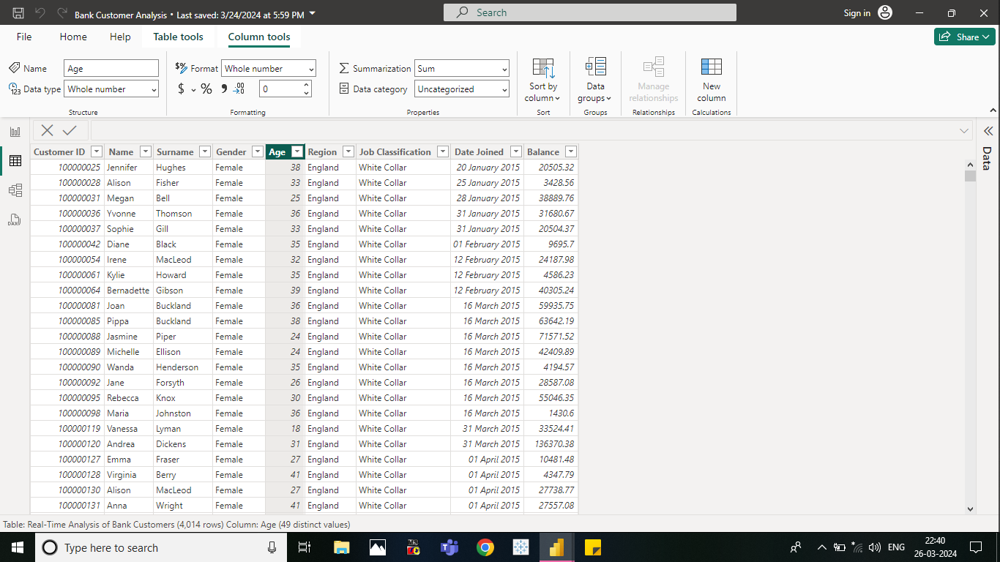 Bank Customer Analysis • Last saved: 3/24/2024 at 5:59 PM
Search
Sign in
File Home Help Table tools Column tools
Share
Name Age
Data type Whole number
Structure
$% Format Whole number
$ % 9 .00 0
Formatting
Summarization Sum
Data category Uncategorized
Properties
Sort by
column
Sort
Data
groups
Groups
Manage
relationships
Relationships
New
column
Calculations
Data
Customer ID Name Surname Gender Age Region Job Classification Date Joined Balance
100000025 Jennifer Hughes Female 38 England White Collar 20 January 2015 20505.32
100000028 Alison Fisher Female 33 England White Collar 25 January 2015 3428.56
100000031 Megan Bell Female 25 England White Collar 28 January 2015 38889.76
100000036 Yvonne Thomson Female 36 England White Collar 31 January 2015 31680.67
100000037 Sophie Gill Female 33 England White Collar 31 January 2015 20504.37
100000042 Diane Black Female 35 England White Collar 01 February 2015 9695.7
100000054 Irene MacLeod Female 32 England White Collar 12 February 2015 24187.98
100000061 Kylie Howard Female 35 England White Collar 12 February 2015 4586.23
100000064 Bernadette Gibson Female 39 England White Collar 12 February 2015 40305.24
100000081 Joan Buckland Female 36 England White Collar 16 March 2015 59935.75
100000085 Pippa Buckland Female 38 England White Collar 16 March 2015 63642.19
100000088 Jasmine Piper Female 24 England White Collar 16 March 2015 71571.52
100000089 Michelle Ellison Female 24 England White Collar 16 March 2015 42409.89
100000090 Wanda Henderson Female 35 England White Collar 16 March 2015 4194.57
100000092 Jane Forsyth Female 26 England White Collar 16 March 2015 28587.08
100000095 Rebecca Knox Female 30 England White Collar 16 March 2015 55046.35
100000098 Maria Johnston Female 36 England White Collar 16 March 2015 1430.6
100000119 Vanessa Lyman Female 18 England White Collar 31 March 2015 33524.41
100000120 Andrea Dickens Female 31 England White Collar 31 March 2015 136370.38
100000127 Emma Fraser Female 27 England White Collar 01 April 2015 10481.48
100000128 Virginia Berry Female 41 England White Collar 01 April 2015 4347.79
100000130 Alison MacLeod Female 27 England White Collar 01 April 2015 27738.77
100000131 Anna Wright Female 41 England White Collar 01 April 2015 27557.08
Table: Real-Time Analysis of Bank Customers (4,014 rows) Column: Age (49 distinct values)
Type here to search
ENG
22:40
26-03-2024